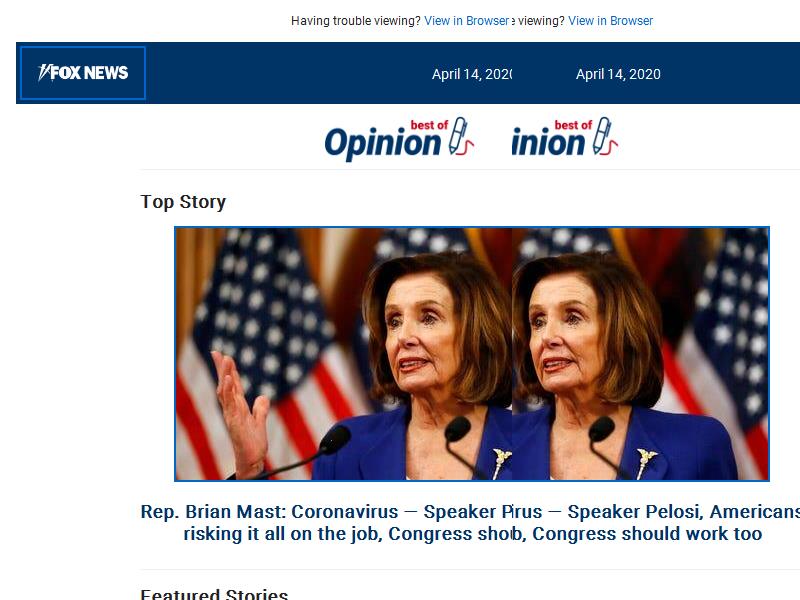 Having trouble viewing? View in Browser e viewing? View in Browser
FOX NEWS
April 14, 2020 April 14, 2020
best of best of
Opinion inion
Top Story
Rep. Brian Mast: Coronavirus — Speaker Pirus — Speaker Pelosi, Americans
risking it all on the job, Congress shob, Congress should work too
Featured Stories